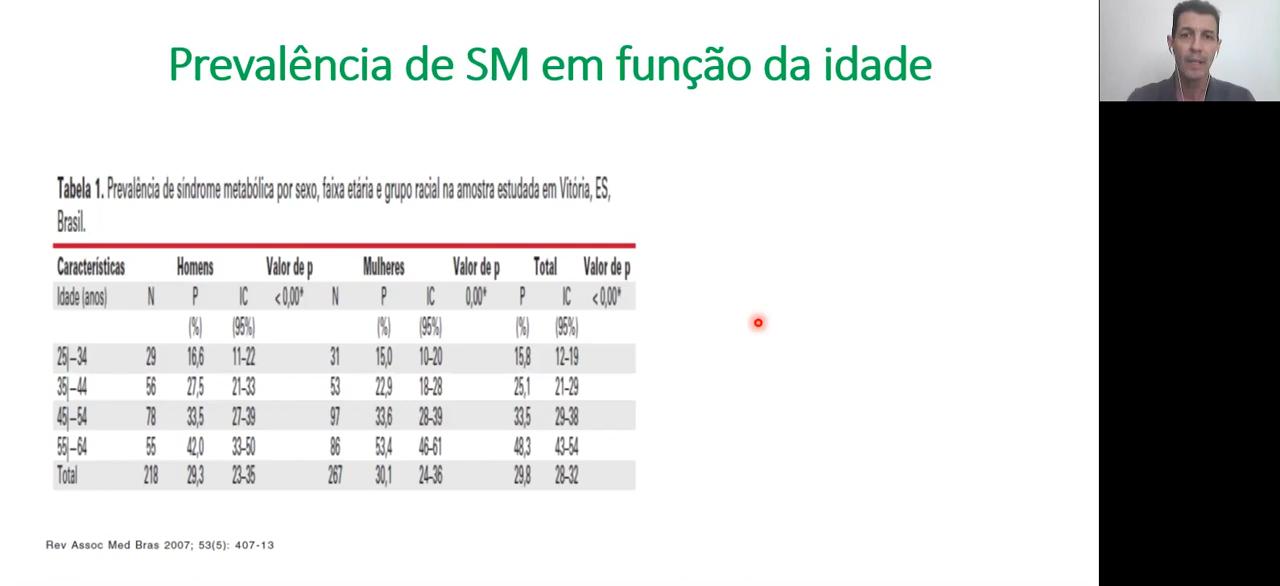 Prevalência de SM em função da idade
Tabela 1. Prevalência de síndrome metabólica por sexo, faixa etária e grupo racial na amostra estudada em Vitória, ES,
Brasil.
Características Homens Valor de p Mulheres Valor de p Total Valor de p
Idade (anos) N P IC < 0,00* N P IC 0,00* P IC < 0,00*
(%) (95%) (%) (95%) (%) (95%)
25|–34 29 16,6 11–22 31 15,0 10–20 15,8 12–19
35|–44 56 27,5 21–33 53 22,9 18–28 25,1 21–29
45|–54 78 33,5 27–39 97 33,6 28–39 33,5 29–38
55|–64 55 42,0 33–50 86 53,4 46–61 48,3 43–54
Total 218 29,3 23–35 267 30,1 24–36 29,8 28–32
Rev Assoc Med Bras 2007; 53(5): 407-13